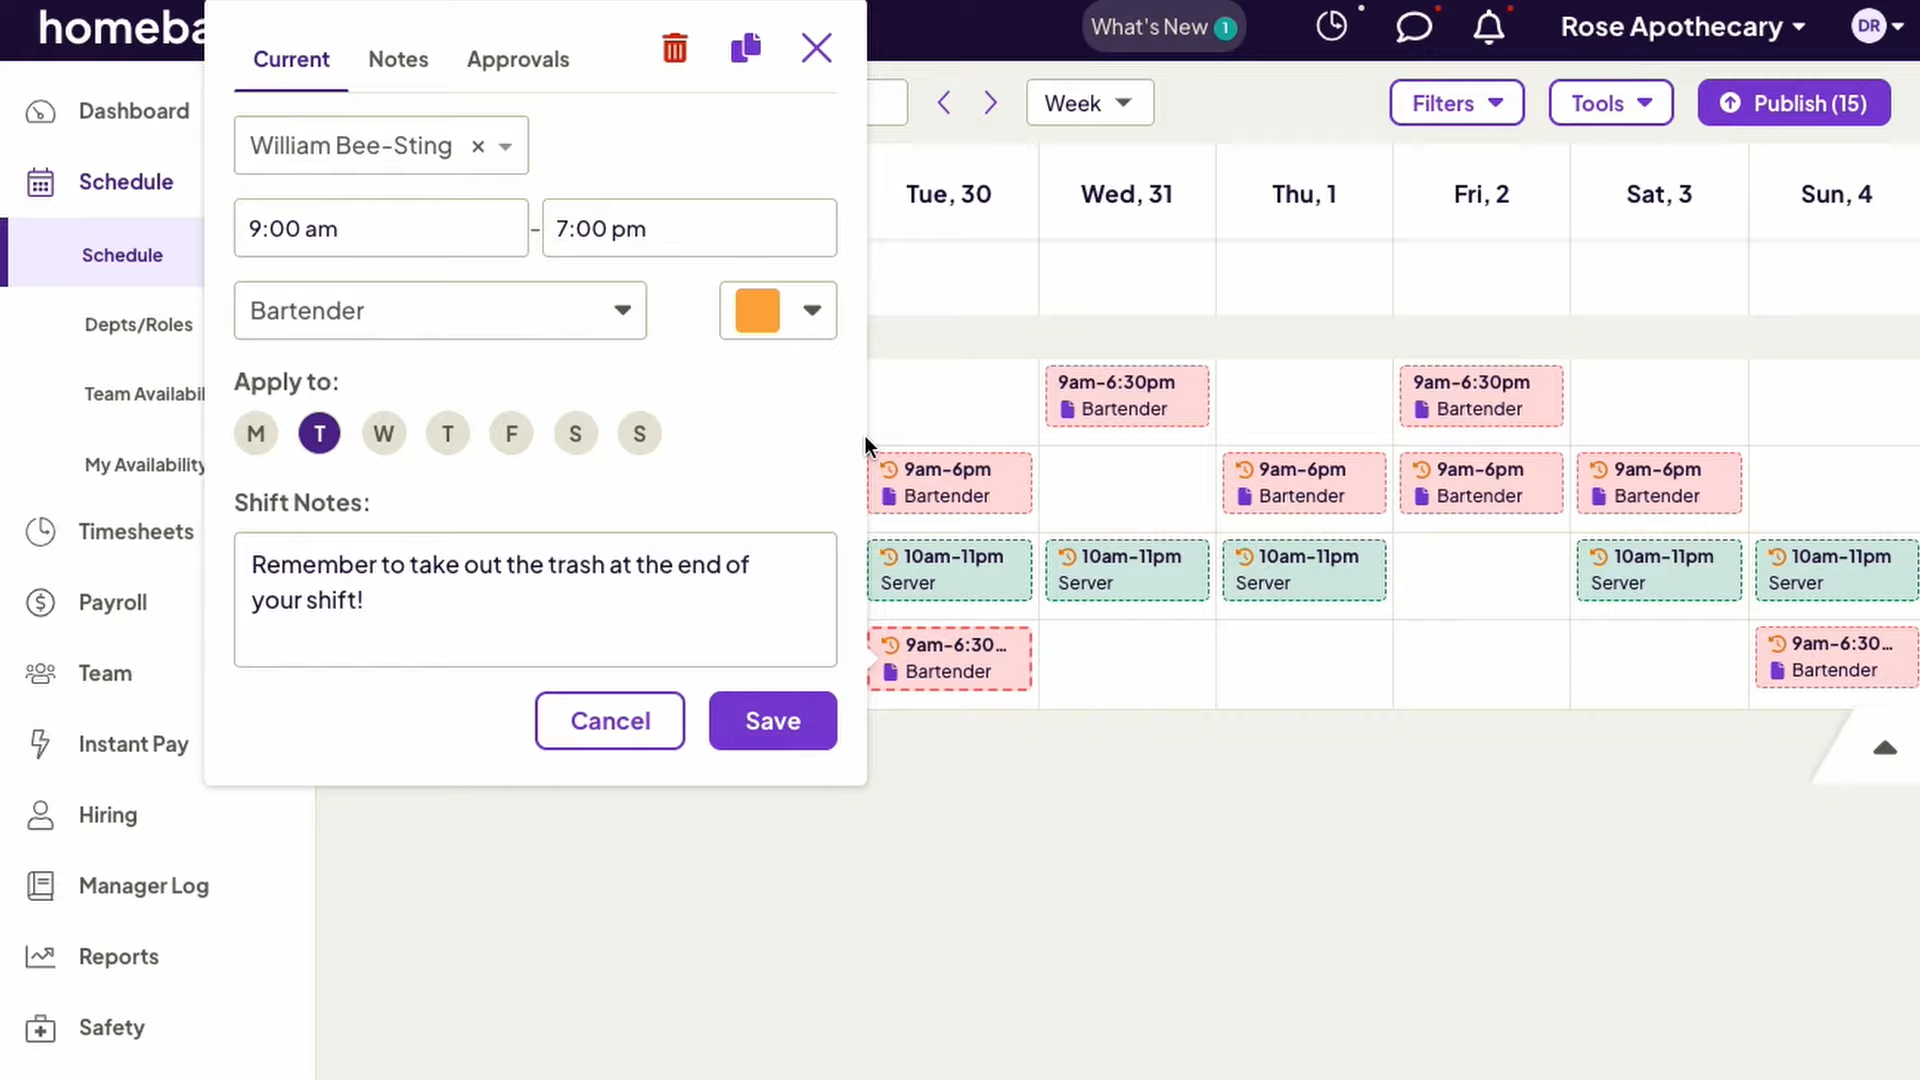 homeba
What's New 1
Rose Apothecary
DR
Current
Notes
Approvals
Week
Filters
Tools
Publish (15)
Dashboard
Schedule
Schedule
Depts/Roles
Team Availabil
My Availability
Timesheets
Payroll
Team
Instant Pay
Hiring
Manager Log
Reports
Safety
William Bee-Sting
9:00 am - 7:00 pm
Bartender
Apply to:
M T W T F S S
Shift Notes:
Remember to take out the trash at the end of
your shift!
Cancel
Save
Tue, 30
Wed, 31
Thu, 1
Fri, 2
Sat, 3
Sun, 4
9am-6:30pm
Bartender
9am-6:30pm
Bartender
9am-6pm
Bartender
9am-6pm
Bartender
9am-6pm
Bartender
9am-6pm
Bartender
10am-11pm
Server
10am-11pm
Server
10am-11pm
Server
10am-11pm
Server
10am-11pm
Server
9am-6:30...
Bartender
9am-6:30...
Bartender